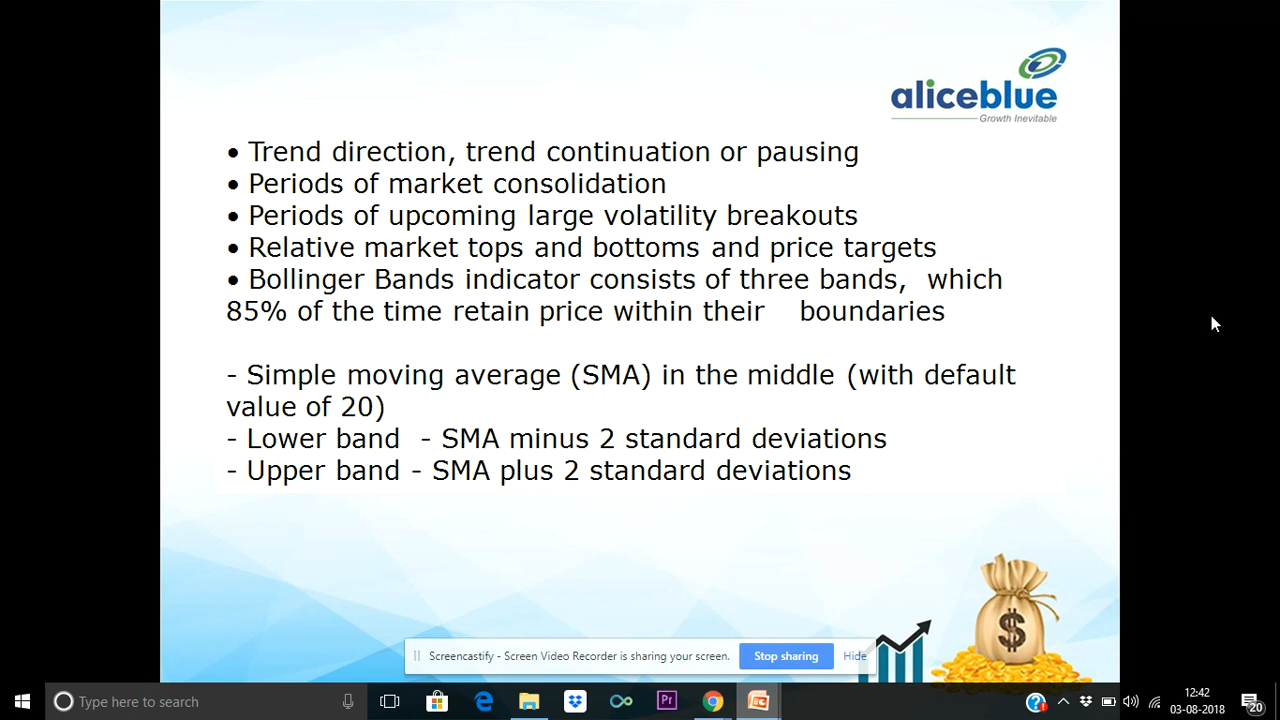 aliceblue
Growth Inevitable
• Trend direction, trend continuation or pausing
• Periods of market consolidation
• Periods of upcoming large volatility breakouts
• Relative market tops and bottoms and price targets
• Bollinger Bands indicator consists of three bands, which
85% of the time retain price within their boundaries
- Simple moving average (SMA) in the middle (with default
value of 20)
- Lower band - SMA minus 2 standard deviations
- Upper band - SMA plus 2 standard deviations
$
Screencastify - Screen Video Recorder is sharing your screen. Stop sharing Hide
Type here to search
Pr
12:42
03-08-2018
20